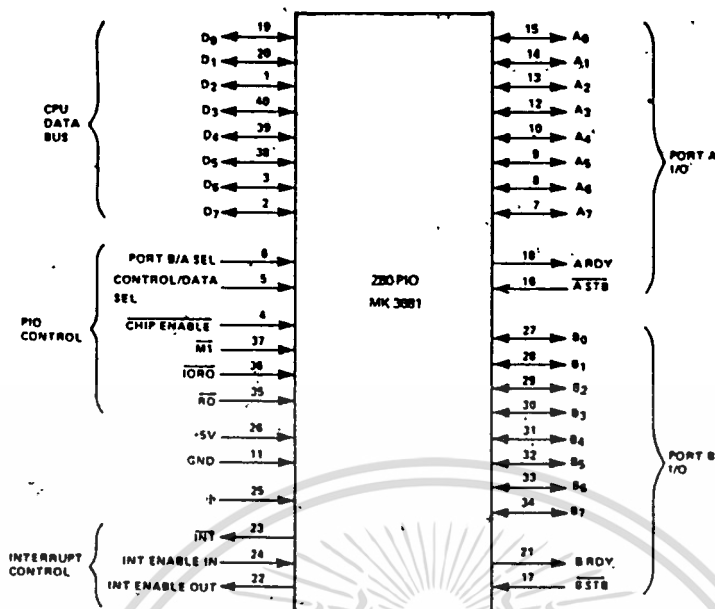 CPU
DATA
BUS
D0 19
D1 20
D2 1
D3 40
D4 39
D5 38
D6 3
D7 2
PIO
CONTROL
PORT B/A SEL 6
CONTROL/DATA
SEL 5
CHIP ENABLE 4
M1 37
IORQ 36
RD 35
+5V 26
GND 11
Φ 25
INTERRUPT
CONTROL
INT 23
INT ENABLE IN 24
INT ENABLE OUT 22
Z80 PIO
MK 3881
15 A0
14 A1
13 A2
12 A3
10 A4
9 A5
8 A6
7 A7
PORT A
I/O
18 ARDY
16 A STB
27 B0
28 B1
29 B2
30 B3
31 B4
32 B5
33 B6
34 B7
PORT B
I/O
21 BRDY
17 B STB